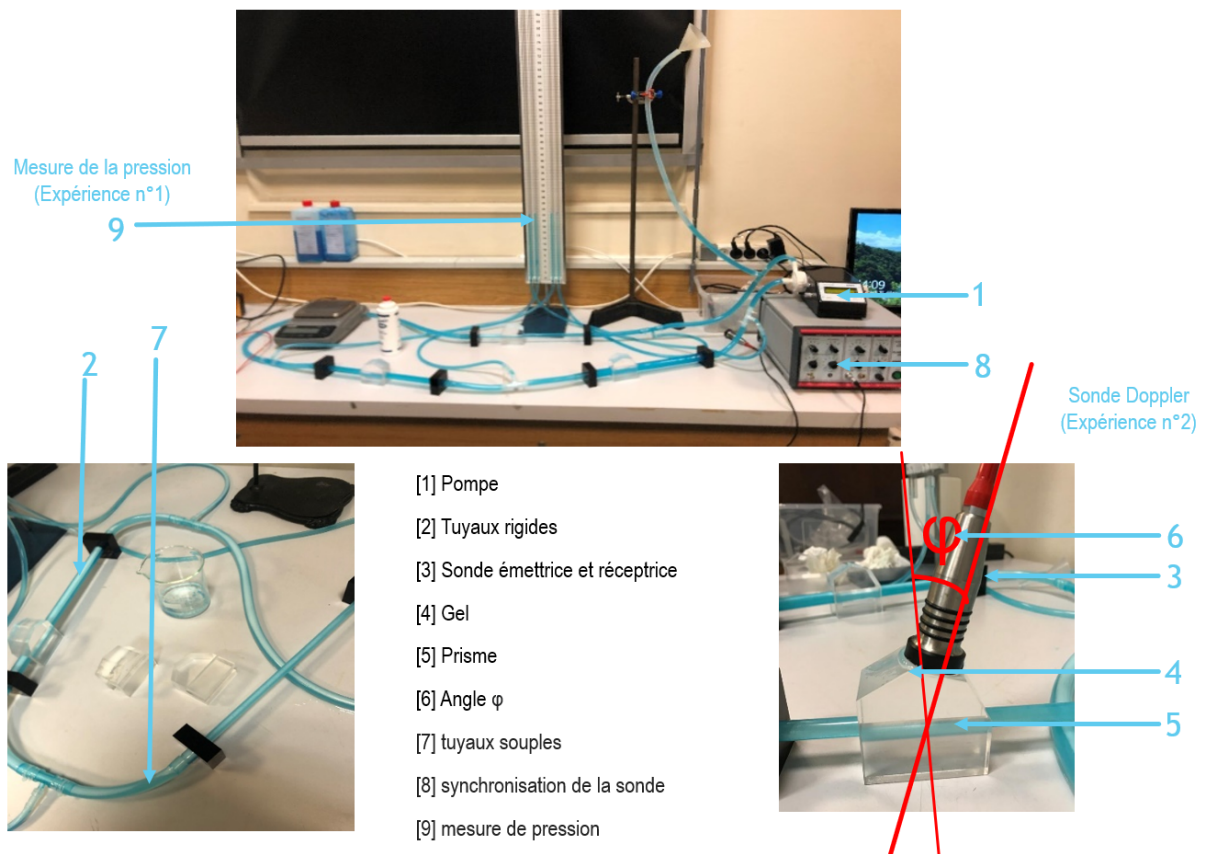 Mesure de la pression
(Expérience n°1)
9
1
8
7
2
Sonde Doppler
(Expérience n°2)
[1] Pompe
[2] Tuyaux rigides
[3] Sonde émettrice et réceptrice
[4] Gel
[5] Prisme
[6] Angle φ
[7] tuyaux souples
[8] synchronisation de la sonde
[9] mesure de pression
φ
6
3
4
5